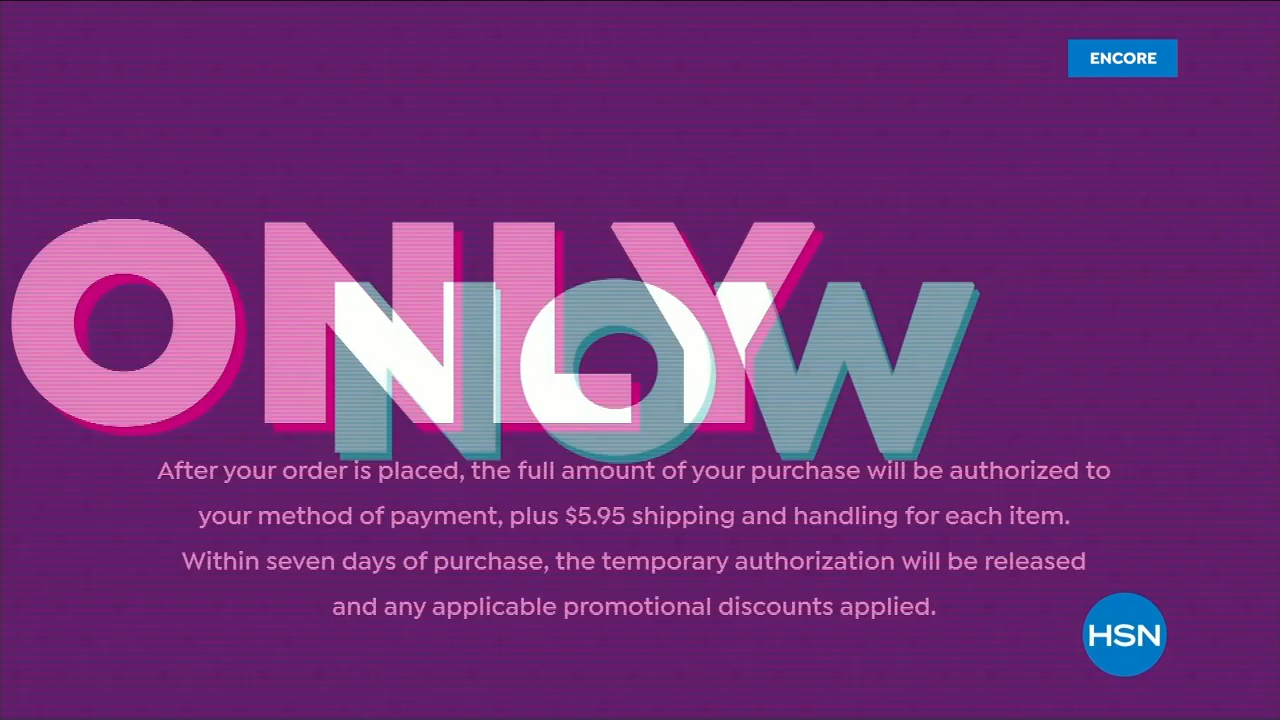 ENCORE
ONLY
NOW
After your order is placed, the full amount of your purchase will be authorized to
your method of payment, plus $5.95 shipping and handling for each item.
Within seven days of purchase, the temporary authorization will be released
and any applicable promotional discounts applied.
HSN